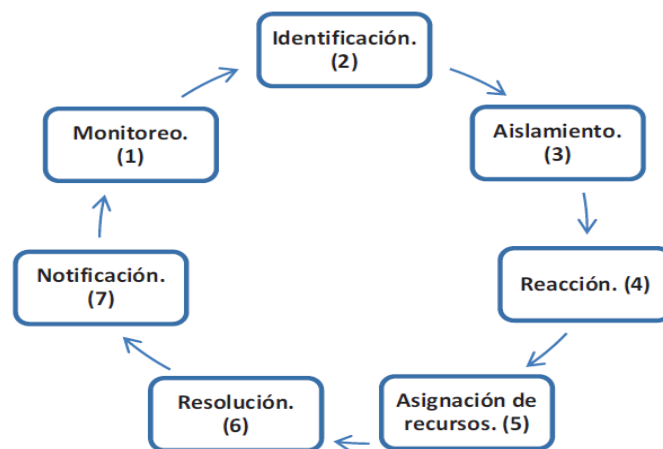 Identificación.
(2)
Aislamiento.
(3)
Reacción. (4)
Asignación de
recursos. (5)
Resolución.
(6)
Notificación.
(7)
Monitoreo.
(1)